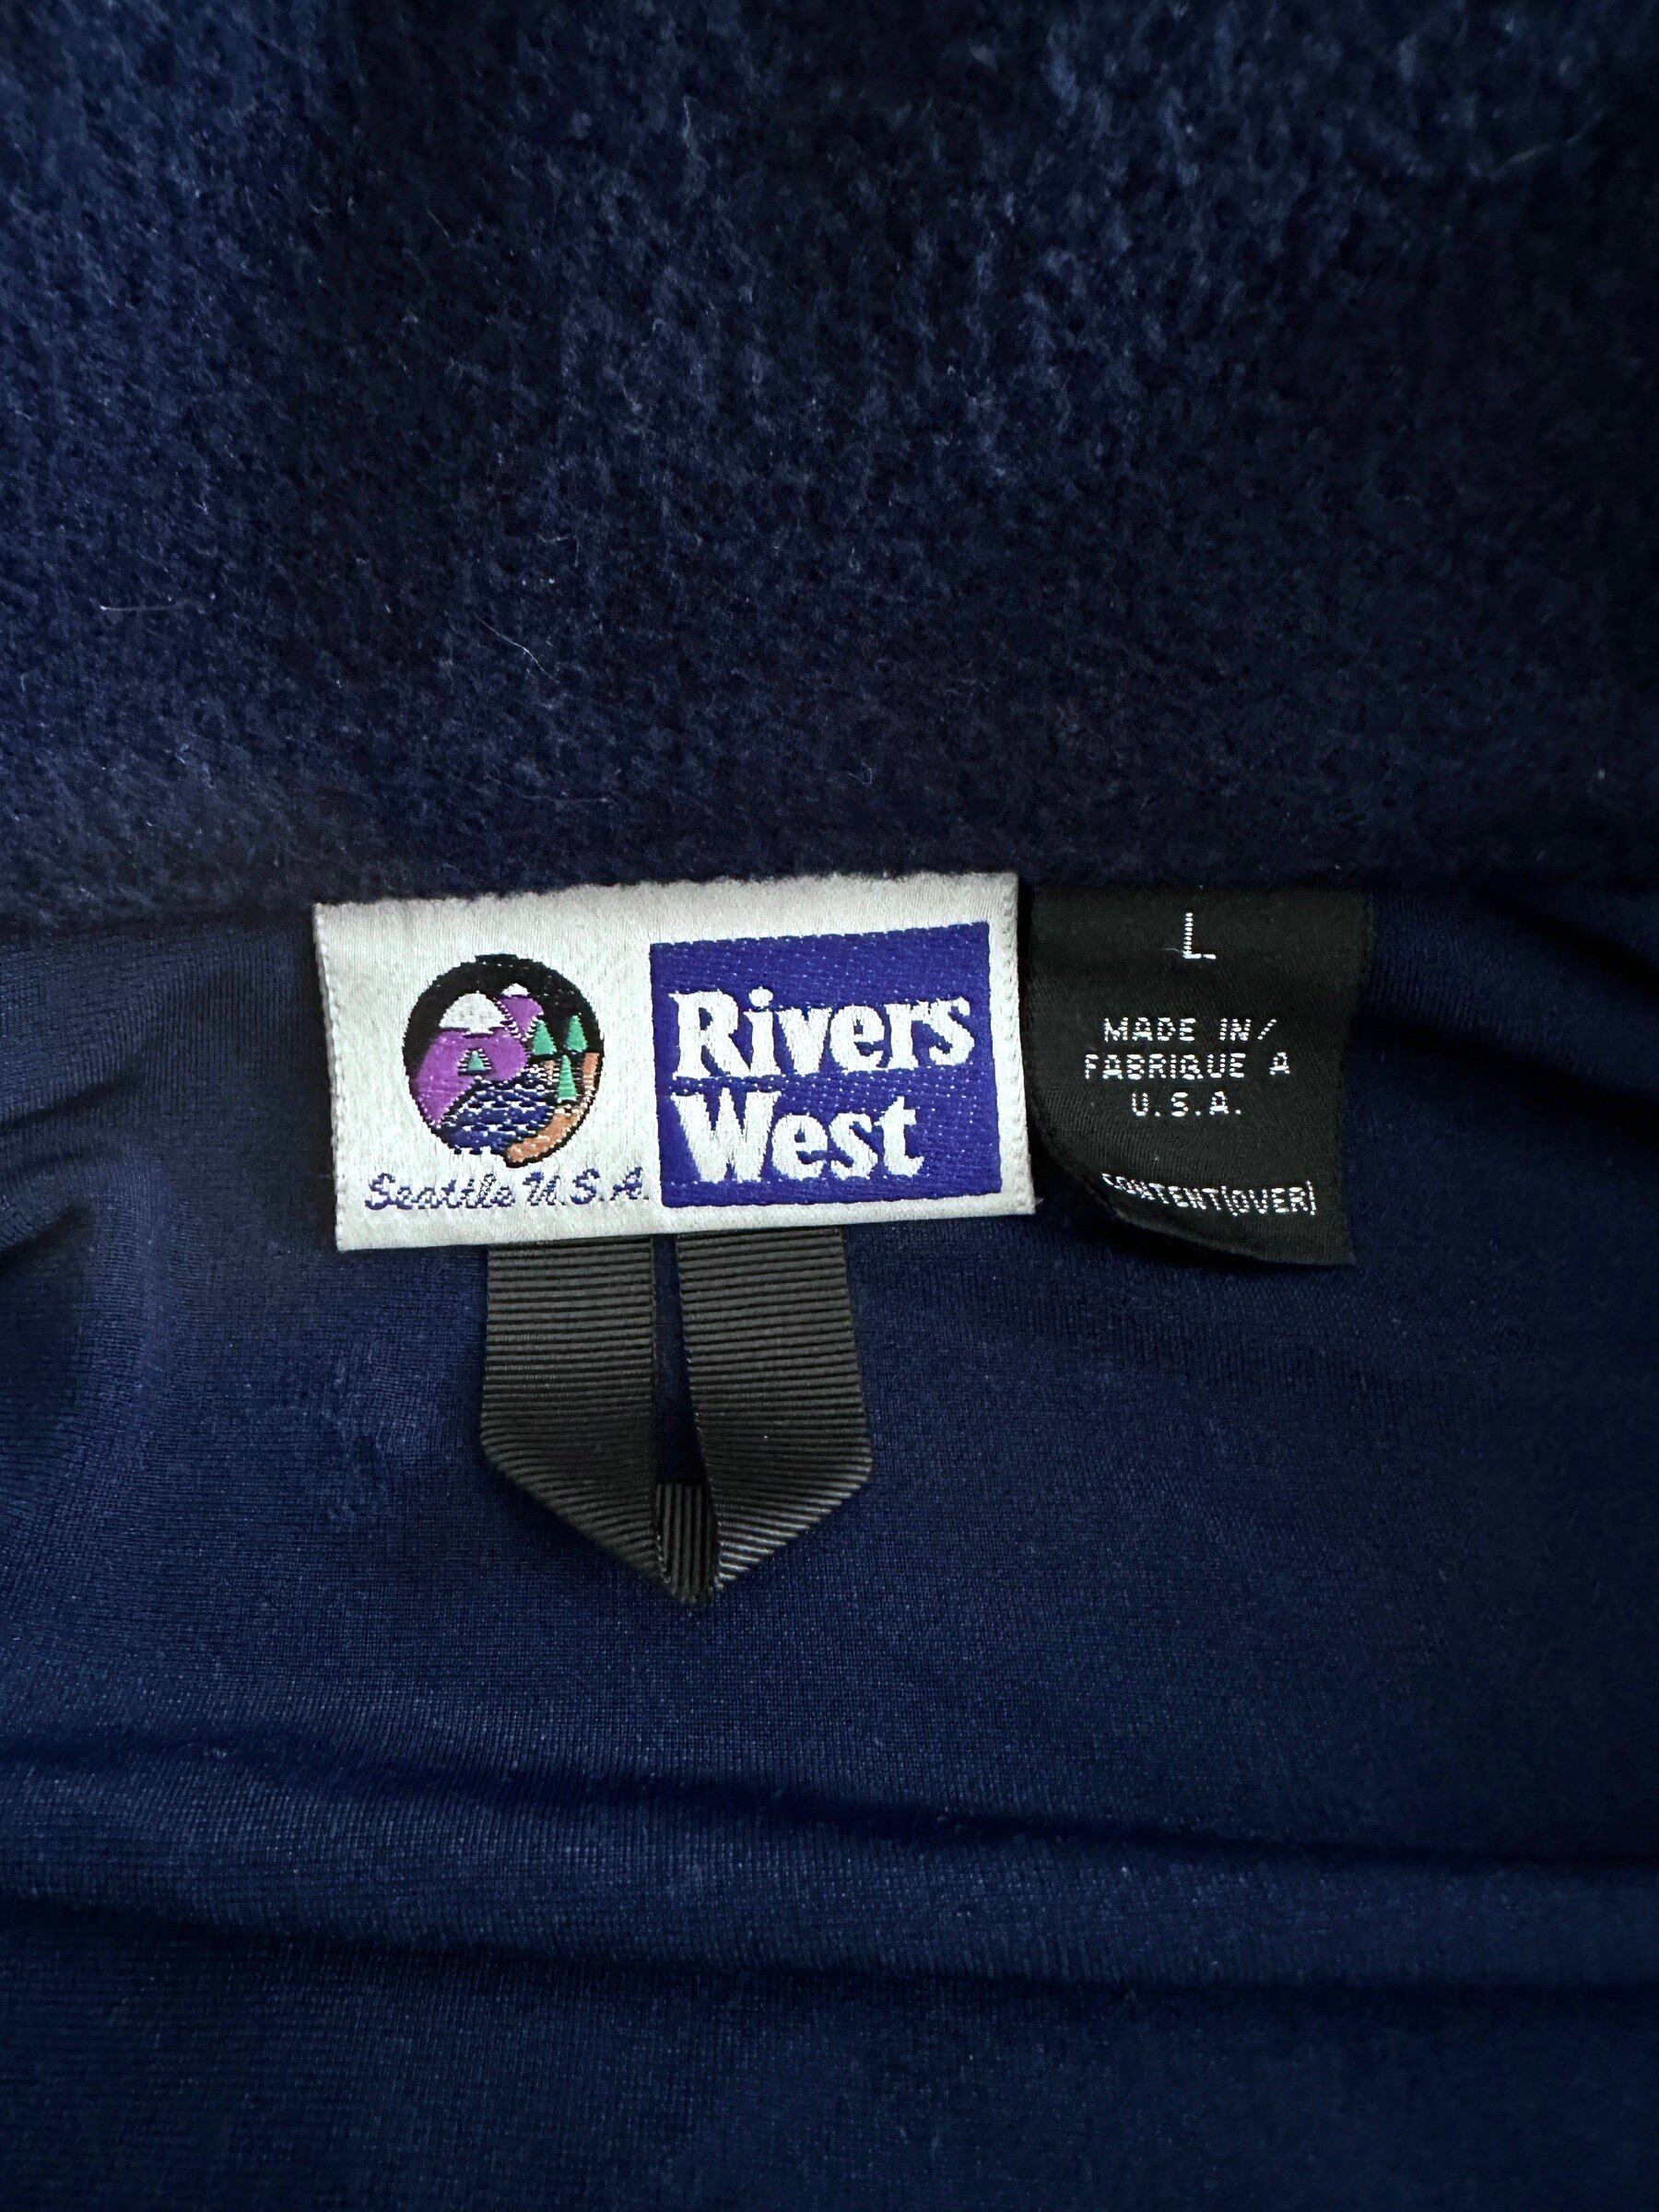 Rivers
West
Seattle U.S.A.
L
MADE IN/
FABRIQUE A
U.S.A.
CONTENT(OVER)